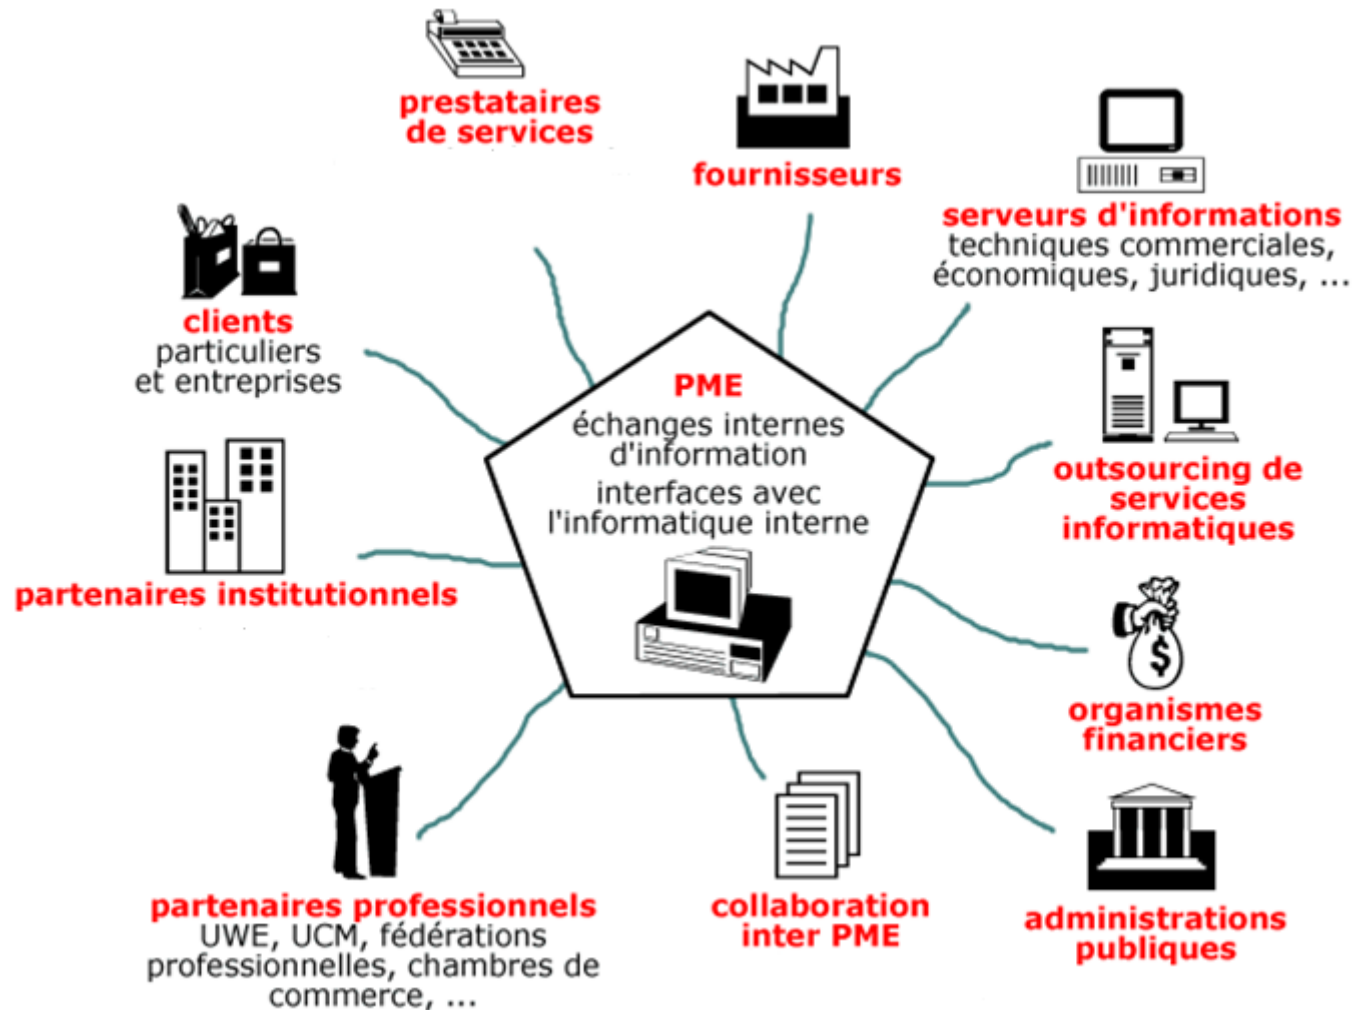 prestataires
de services
fournisseurs
serveurs d'informations
techniques commerciales,
économiques, juridiques, ...
clients
particuliers
et entreprises
PME
échanges internes
d'information
interfaces avec
l'informatique interne
outsourcing de
services
informatiques
partenaires institutionnels
organismes
financiers
partenaires professionnels
UWE, UCM, fédérations
professionnelles, chambres de
commerce, ...
collaboration
inter PME
administrations
publiques
$